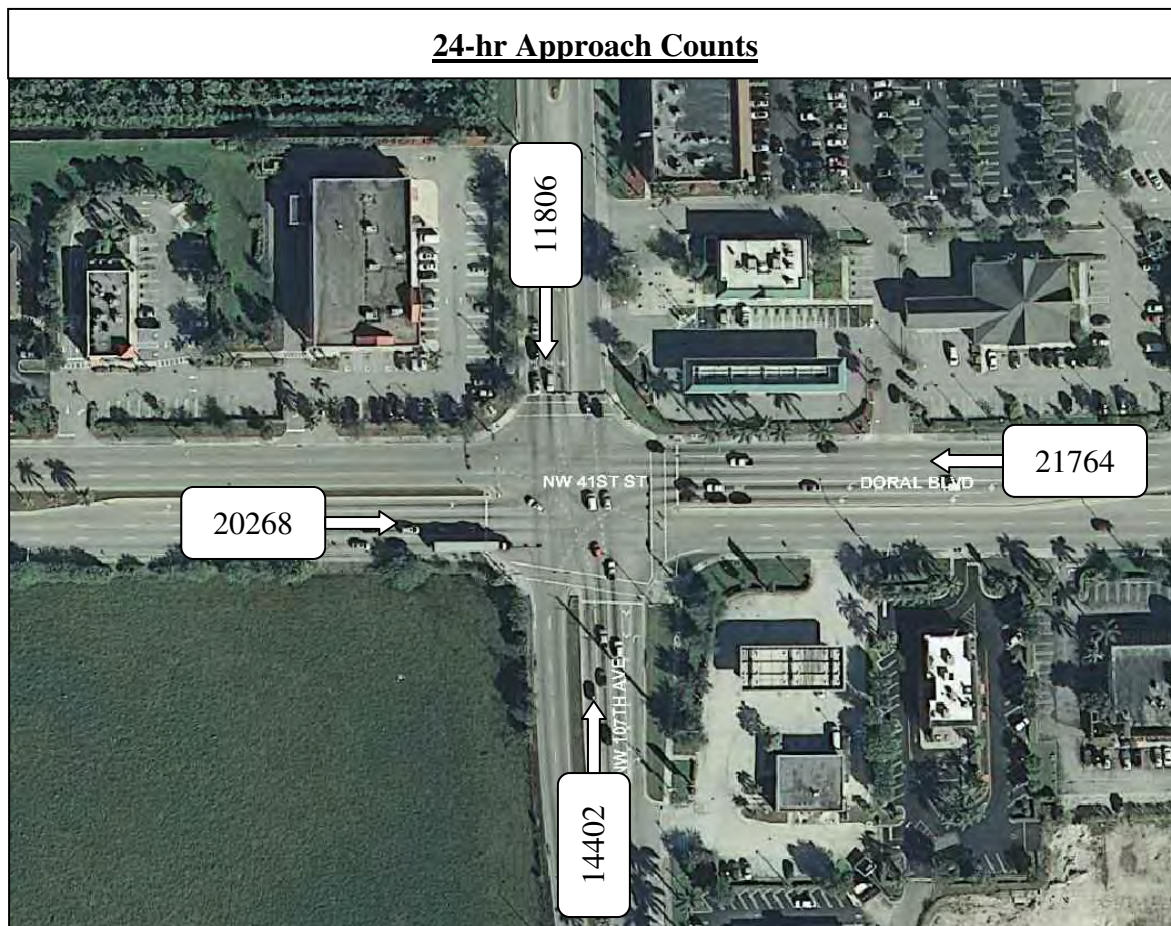 24-hr Approach Counts
11806
21764
NW 41ST ST
DORAL BLVD
20268
NW 107TH AVE
14402